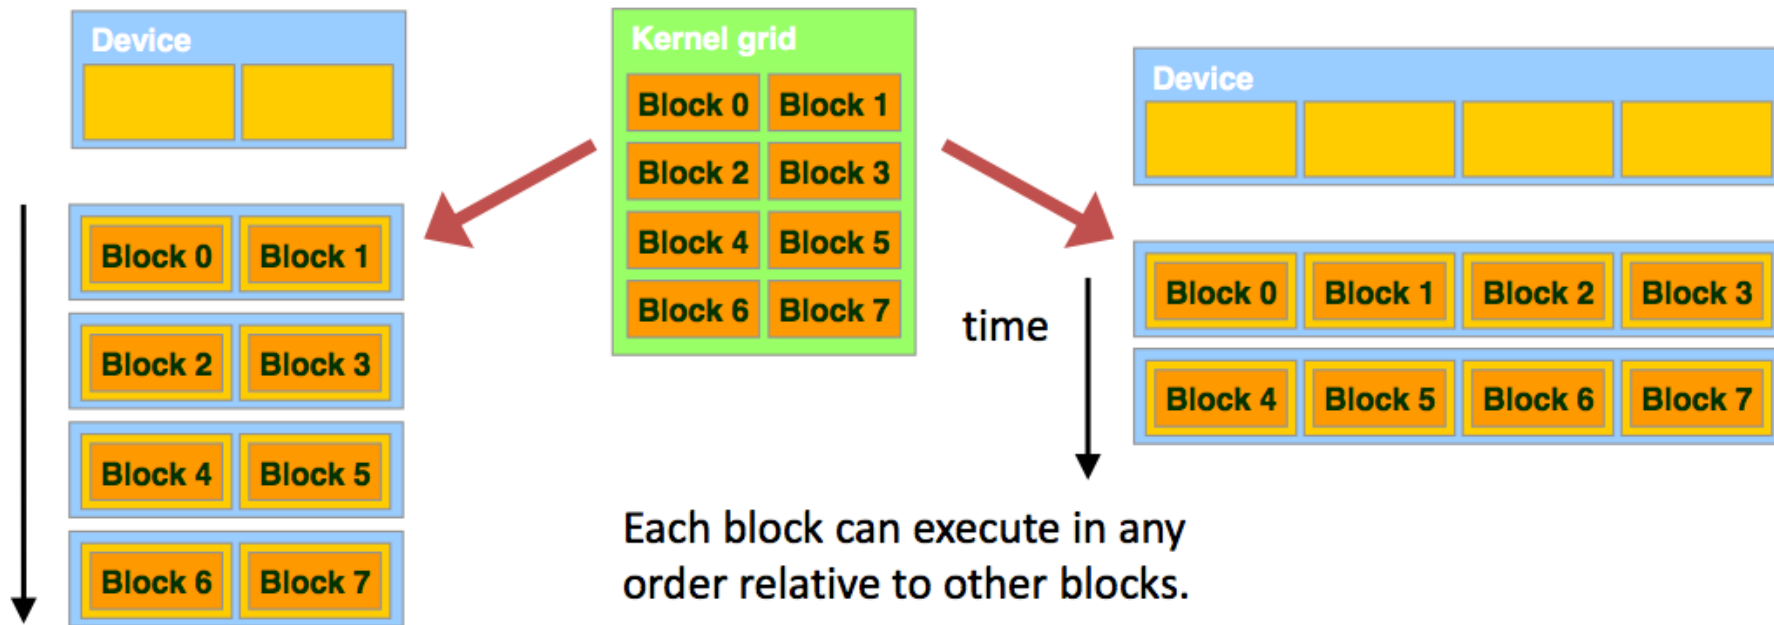 Device
Block 0 Block 1
Block 2 Block 3
Block 4 Block 5
Block 6 Block 7
Kernel grid
Block 0 Block 1
Block 2 Block 3
Block 4 Block 5
Block 6 Block 7
Device
time
Block 0 Block 1 Block 2 Block 3
Block 4 Block 5 Block 6 Block 7
Each block can execute in any
order relative to other blocks.